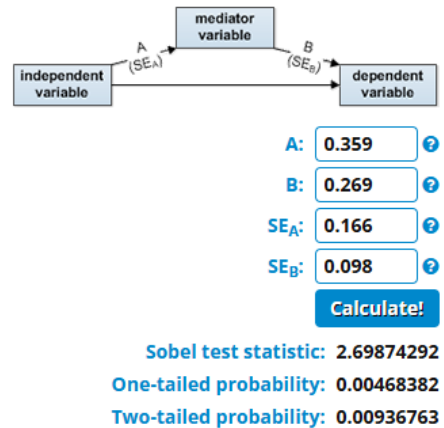 mediator
variable
A
(SEA)
B
(SEB)
independent
variable
dependent
variable
A: 0.359 ?
B: 0.269 ?
SEA: 0.166 ?
SEB: 0.098 ?
Calculate!
Sobel test statistic: 2.69874292
One-tailed probability: 0.00468382
Two-tailed probability: 0.00936763